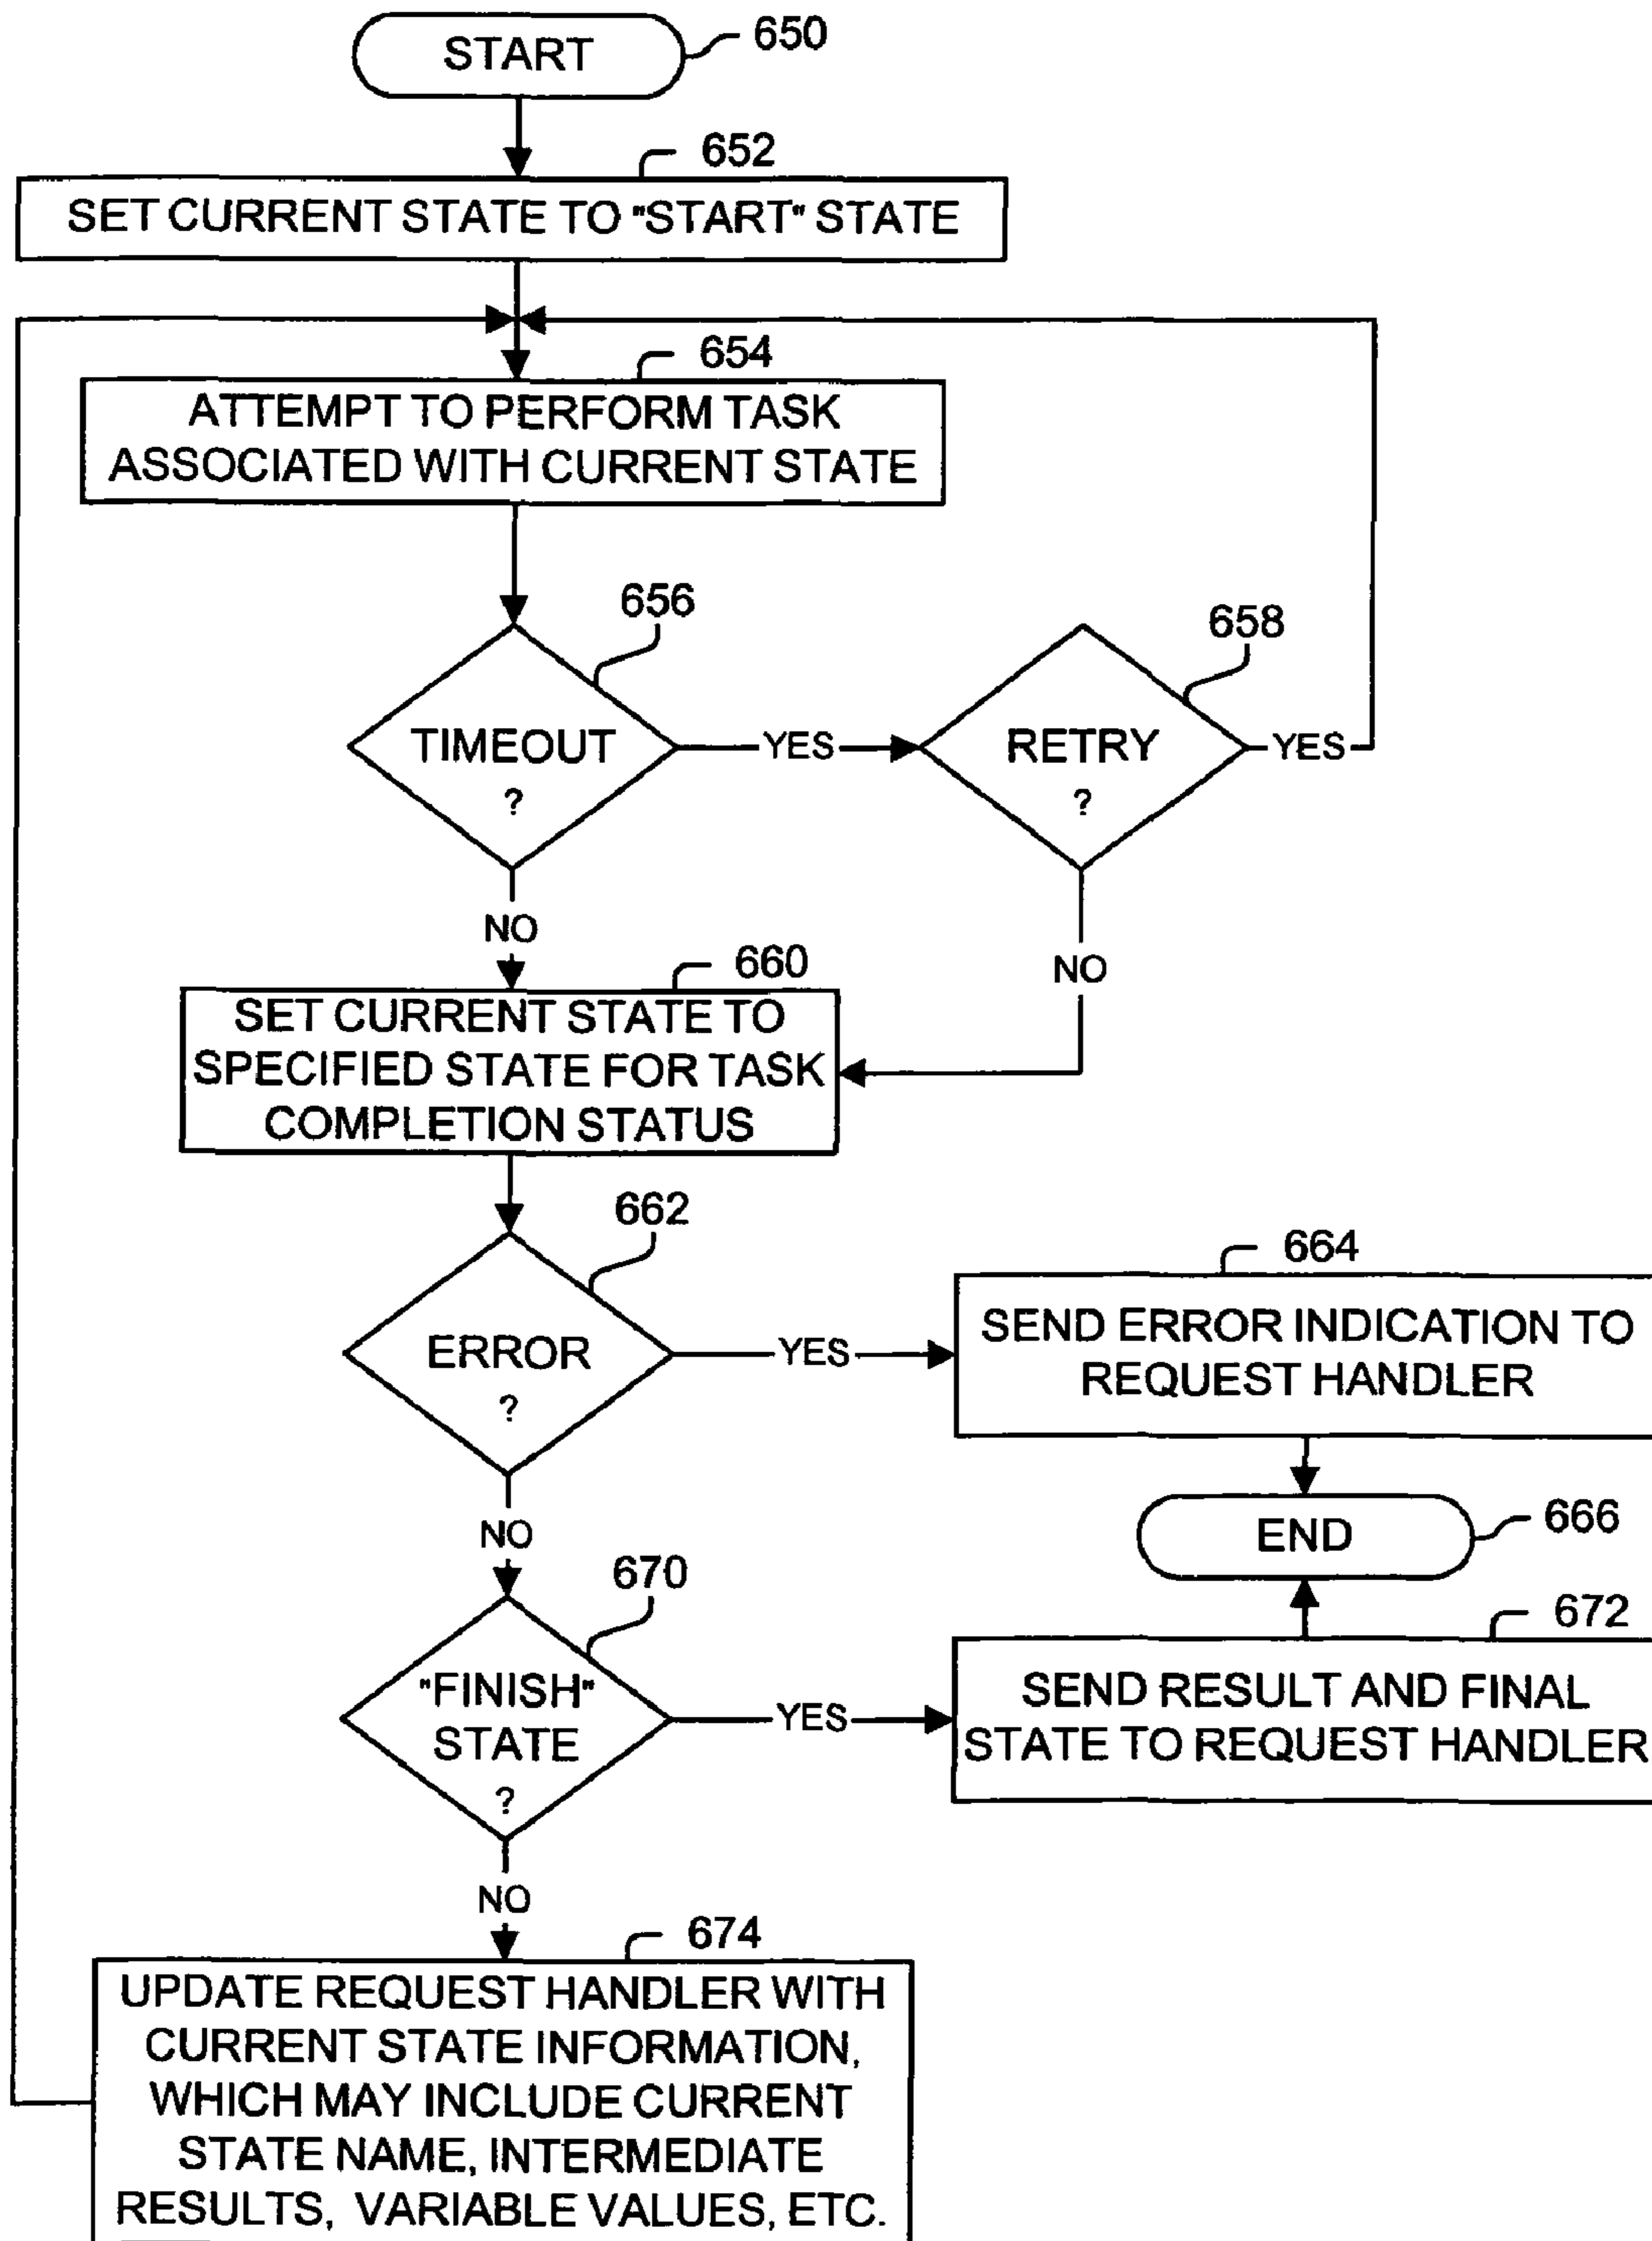 START
650
652
SET CURRENT STATE TO "START" STATE
654
ATTEMPT TO PERFORM TASK
ASSOCIATED WITH CURRENT STATE
656
TIMEOUT
?
YES
658
RETRY
?
YES
NO
NO
660
SET CURRENT STATE TO
SPECIFIED STATE FOR TASK
COMPLETION STATUS
662
ERROR
?
YES
664
SEND ERROR INDICATION TO
REQUEST HANDLER
END
666
NO
670
"FINISH"
STATE
?
YES
672
SEND RESULT AND FINAL
STATE TO REQUEST HANDLER
NO
674
UPDATE REQUEST HANDLER WITH
CURRENT STATE INFORMATION,
WHICH MAY INCLUDE CURRENT
STATE NAME, INTERMEDIATE
RESULTS, VARIABLE VALUES, ETC.